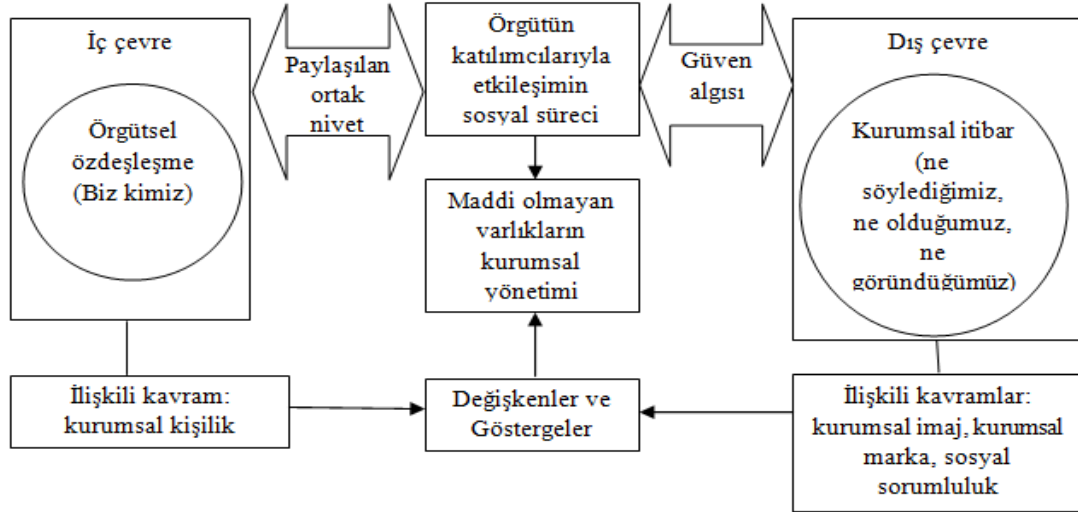 İç çevre
Örgütsel
özdeşleşme
(Biz kimiz)
Paylaşılan
ortak
nivet
Örgütün
katılımcılarıyla
etkileşimin
sosyal süreci
Güven
algısı
Dış çevre
Kurumsal itibar
(ne
söylediğimiz,
ne olduğumuz,
ne
göründüğümüz)
Maddi olmayan
varlıkların
kurumsal
yönetimi
İlişkili kavram:
kurumsal kişilik
Değişkenler ve
Göstergeler
İlişkili kavramlar:
kurumsal imaj, kurumsal
marka, sosyal
sorumluluk